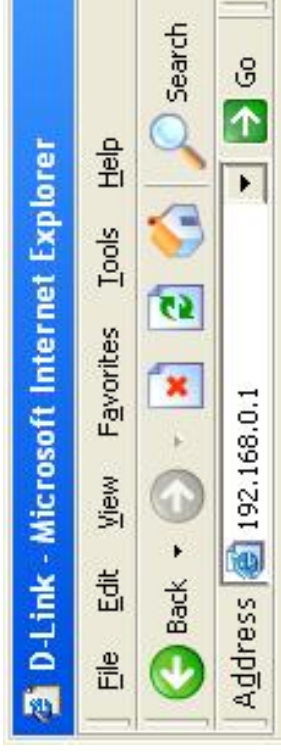 D-Link - Microsoft Internet Explorer
File Edit View Favorites Tools Help
Back Search
Address 192.168.0.1 Go